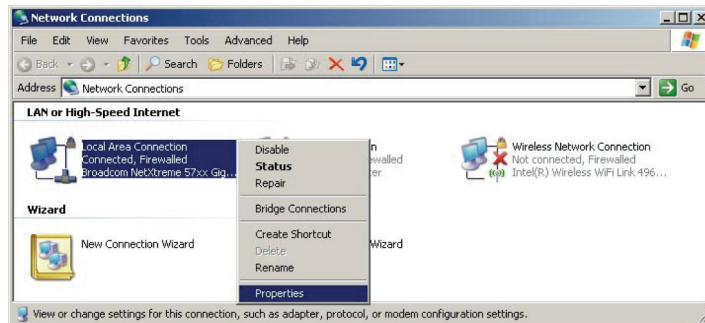 Network Connections
File Edit View Favorites Tools Advanced Help
Back Search Folders
Address Network Connections Go
LAN or High-Speed Internet
Local Area Connection
Connected, Firewalled
Broadcom NetXtreme 57xx Gig...
Disable
Status
Repair
Bridge Connections
Create Shortcut
Delete
Rename
Properties
n
ewalled
ter
Wireless Network Connection
Not connected, Firewalled
Intel(R) Wireless WiFi Link 496...
Wizard
New Connection Wizard
Wizard
View or change settings for this connection, such as adapter, protocol, or modem configuration settings.